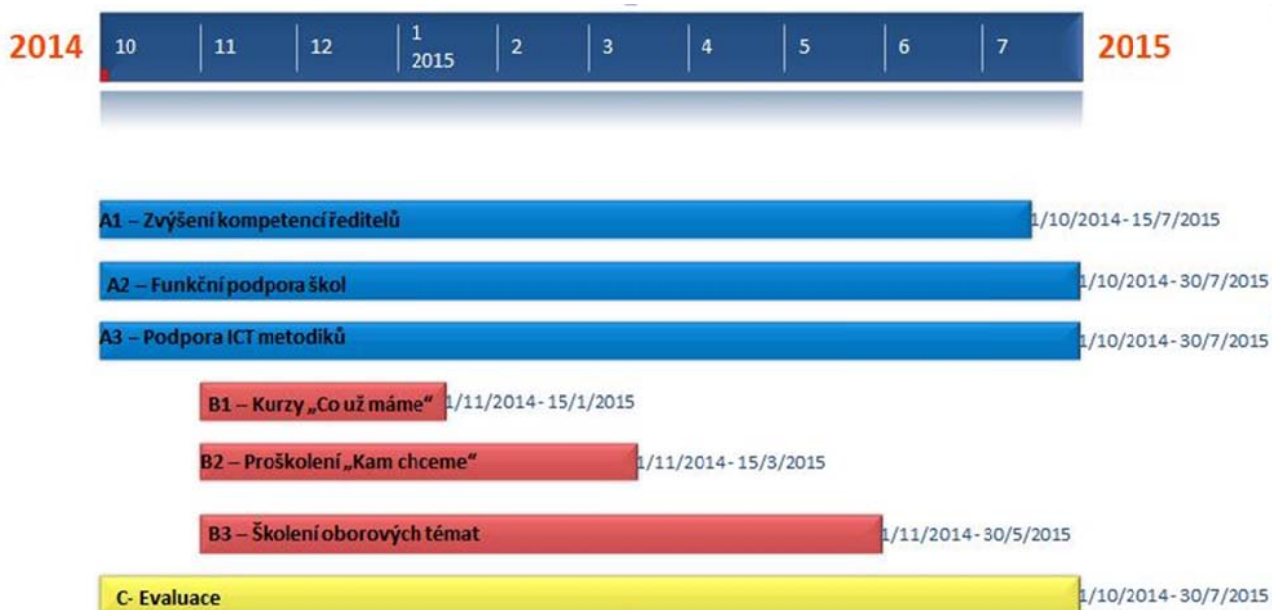 2014 10 11 12 1 2 3 4 5 6 7 2015
2015
A1 – Zvýšení kompetencí ředitelů 1/10/2014- 15/7/2015
A2 – Funkční podpora škol 1/10/2014- 30/7/2015
A3 – Podpora ICT metodiků 1/10/2014- 30/7/2015
B1 – Kurzy „Co už máme“ 1/11/2014- 15/1/2015
B2 – Proškolení „Kam chceme“ 1/11/2014- 15/3/2015
B3 – Školení oborových témat 1/11/2014- 30/5/2015
C- Evaluace 1/10/2014- 30/7/2015